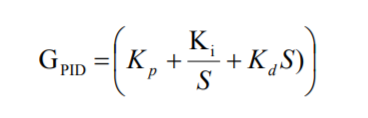 G_PID = ( K_p + K_i/S + K_d S) )